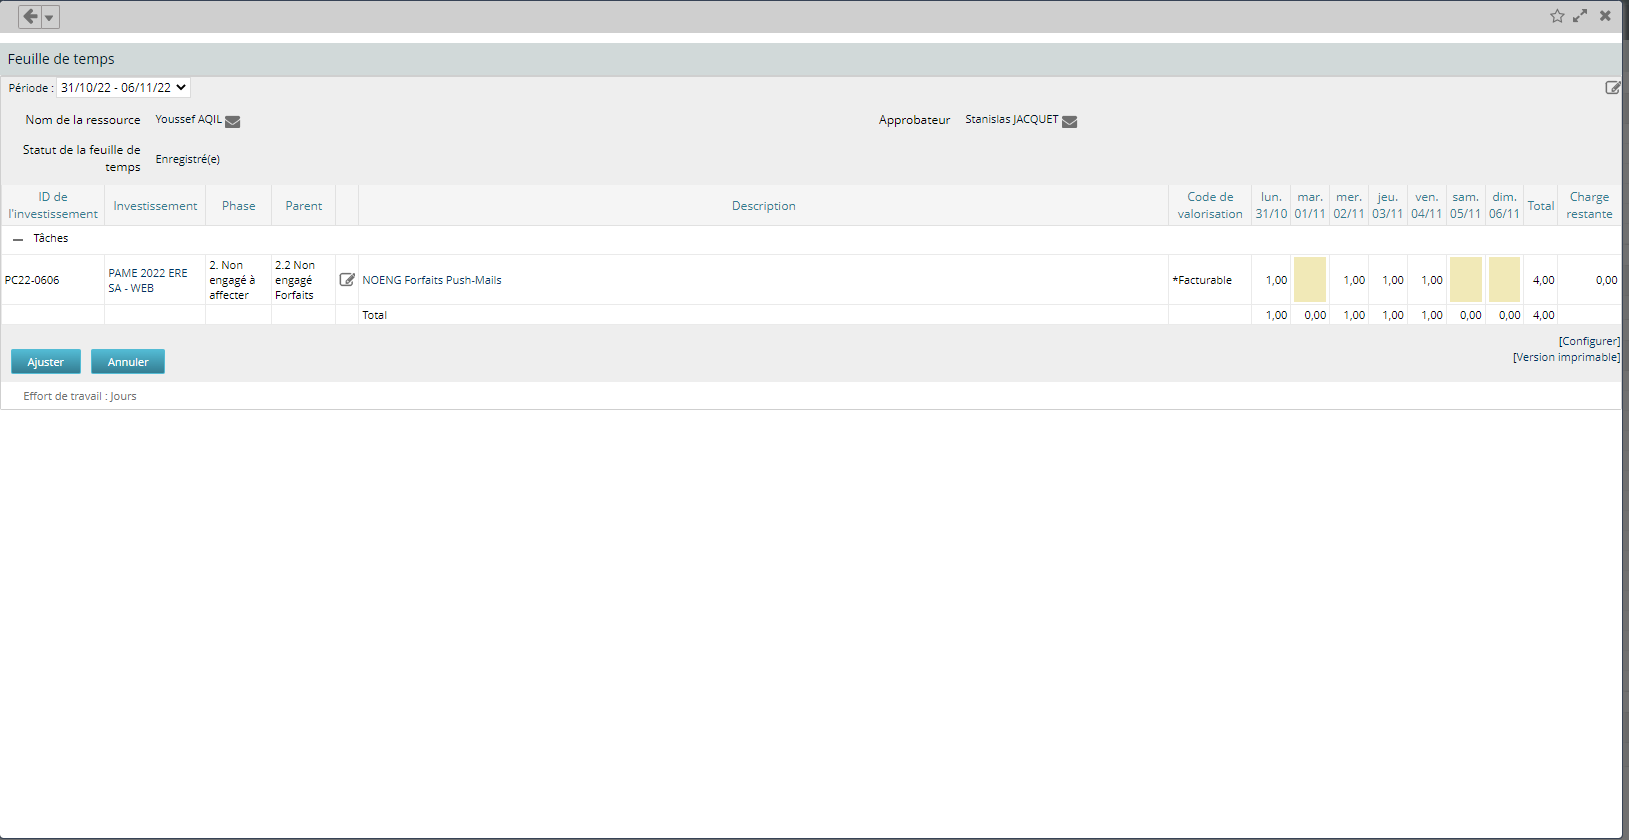 Feuille de temps
Période : 31/10/22 - 06/11/22
Nom de la ressource Youssef AQIL Approbateur Stanislas JACQUET
Statut de la feuille de
temps Enregistré(e)
ID de
l'investissement Investissement Phase Parent Description Code de
valorisation lun.
31/10 mar.
01/11 mer.
02/11 jeu.
03/11 ven.
04/11 sam.
05/11 dim.
06/11 Total Charge
restante
Tâches
PC22-0606 PAME 2022 ERE
SA - WEB 2. Non
engagé à
affecter 2.2 Non
engagé
Forfaits NOENG Forfaits Push-Mails *Facturable 1,00 1,00 1,00 1,00 4,00 0,00
Total 1,00 0,00 1,00 1,00 1,00 0,00 0,00 4,00
[Configurer]
[Version imprimable]
Ajuster Annuler
Effort de travail : Jours